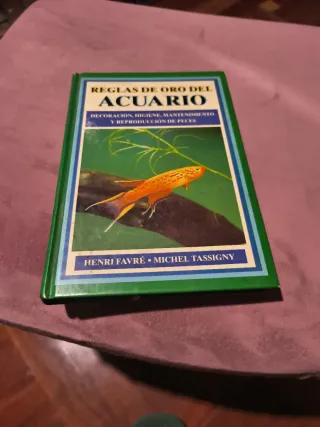 REGLAS DE ORO DEL
ACUARIO
DECORACIÓN, HIGIENE, MANTENIMIENTO
Y REPRODUCCIÓN DE PECES
HENRI FAVRÉ • MICHEL TASSIGNY